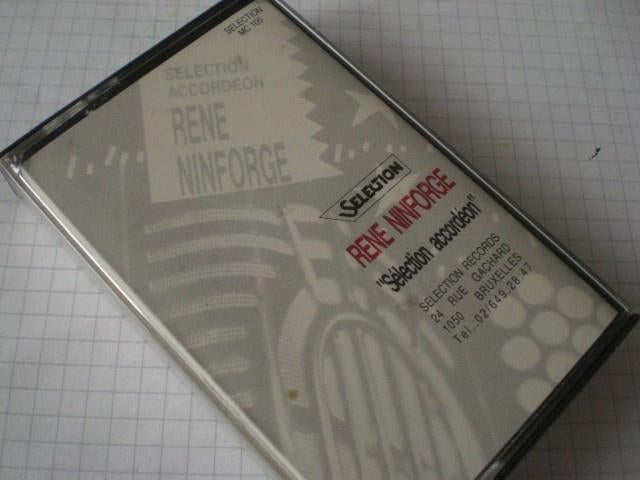 SELECTION
MC 105
SELECTION
ACCORDEON
RENE
NINFORGE
SELECTION
RENE NINFORGE
"Sélection accordéon"
SELECTION RECORDS
24 RUE GACHARD
1050 BRUXELLES
Tel.:02/649.28.47